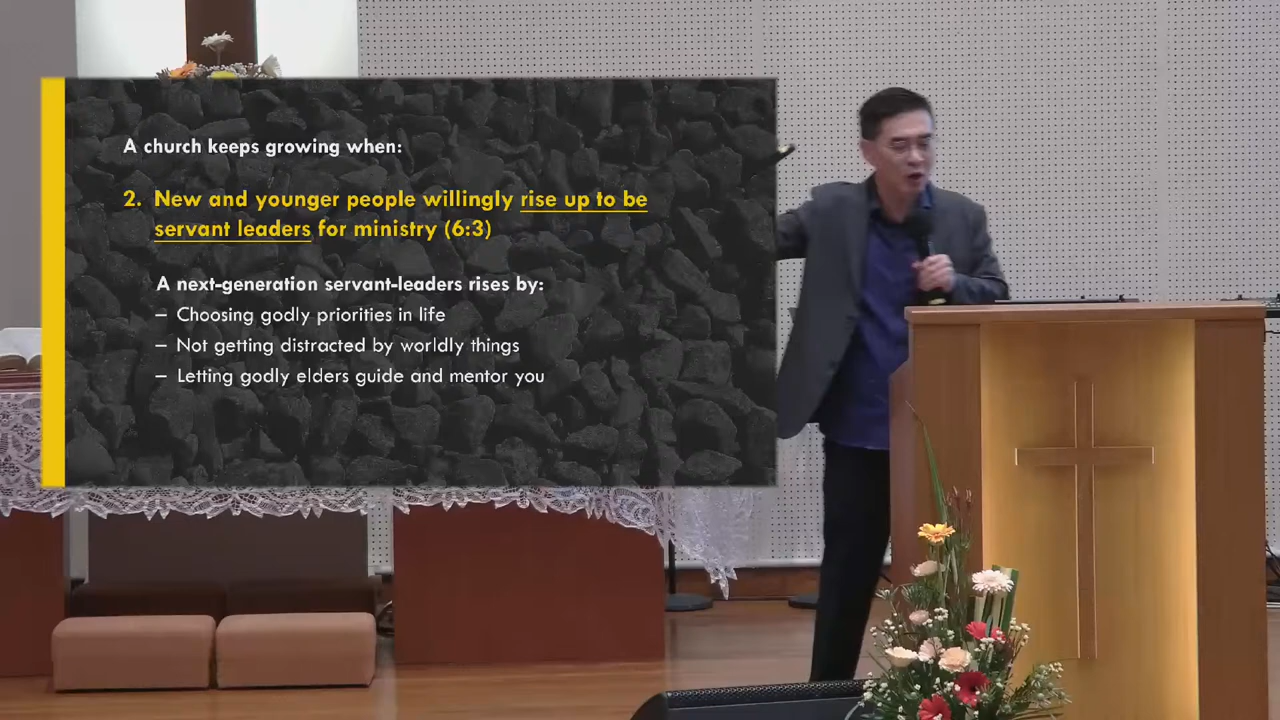 A church keeps growing when:
2. New and younger people willingly rise up to be
servant leaders for ministry (6:3)
A next-generation servant-leaders rises by:
– Choosing godly priorities in life
– Not getting distracted by worldly things
– Letting godly elders guide and mentor you